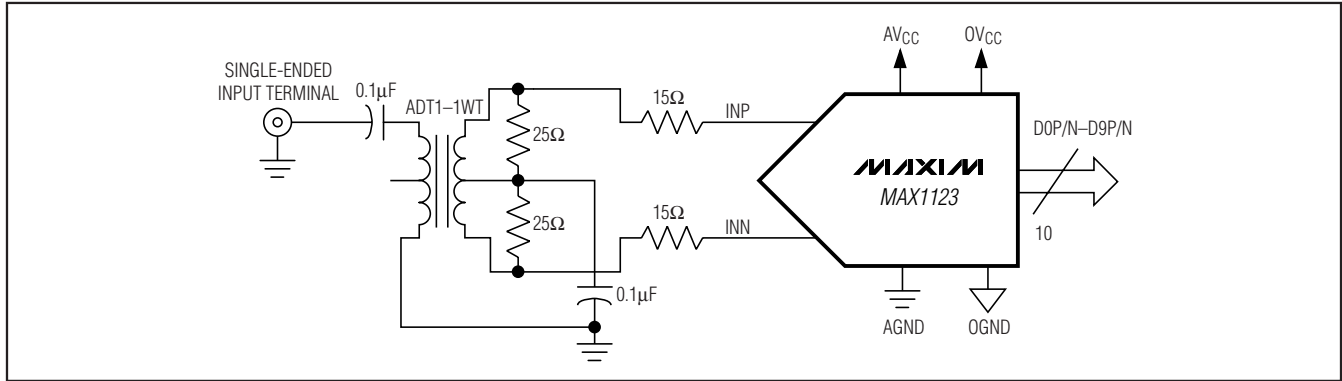 SINGLE-ENDED
INPUT TERMINAL
0.1μF
ADT1–1WT
25Ω
25Ω
0.1μF
15Ω
INP
15Ω
INN
AVCC
OVCC
MAXIM
MAX1123
D0P/N–D9P/N
10
AGND
OGND